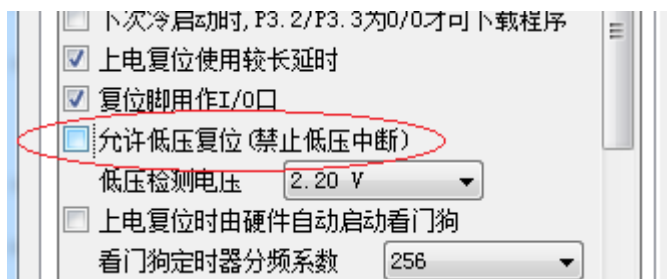 下次冷启动时, P3.2/P3.3为0/0才可下载程序
上电复位使用较长延时
复位脚用作I/O口
允许低压复位(禁止低压中断)
低压检测电压 2.20 V
上电复位时由硬件自动启动看门狗
看门狗定时器分频系数 256